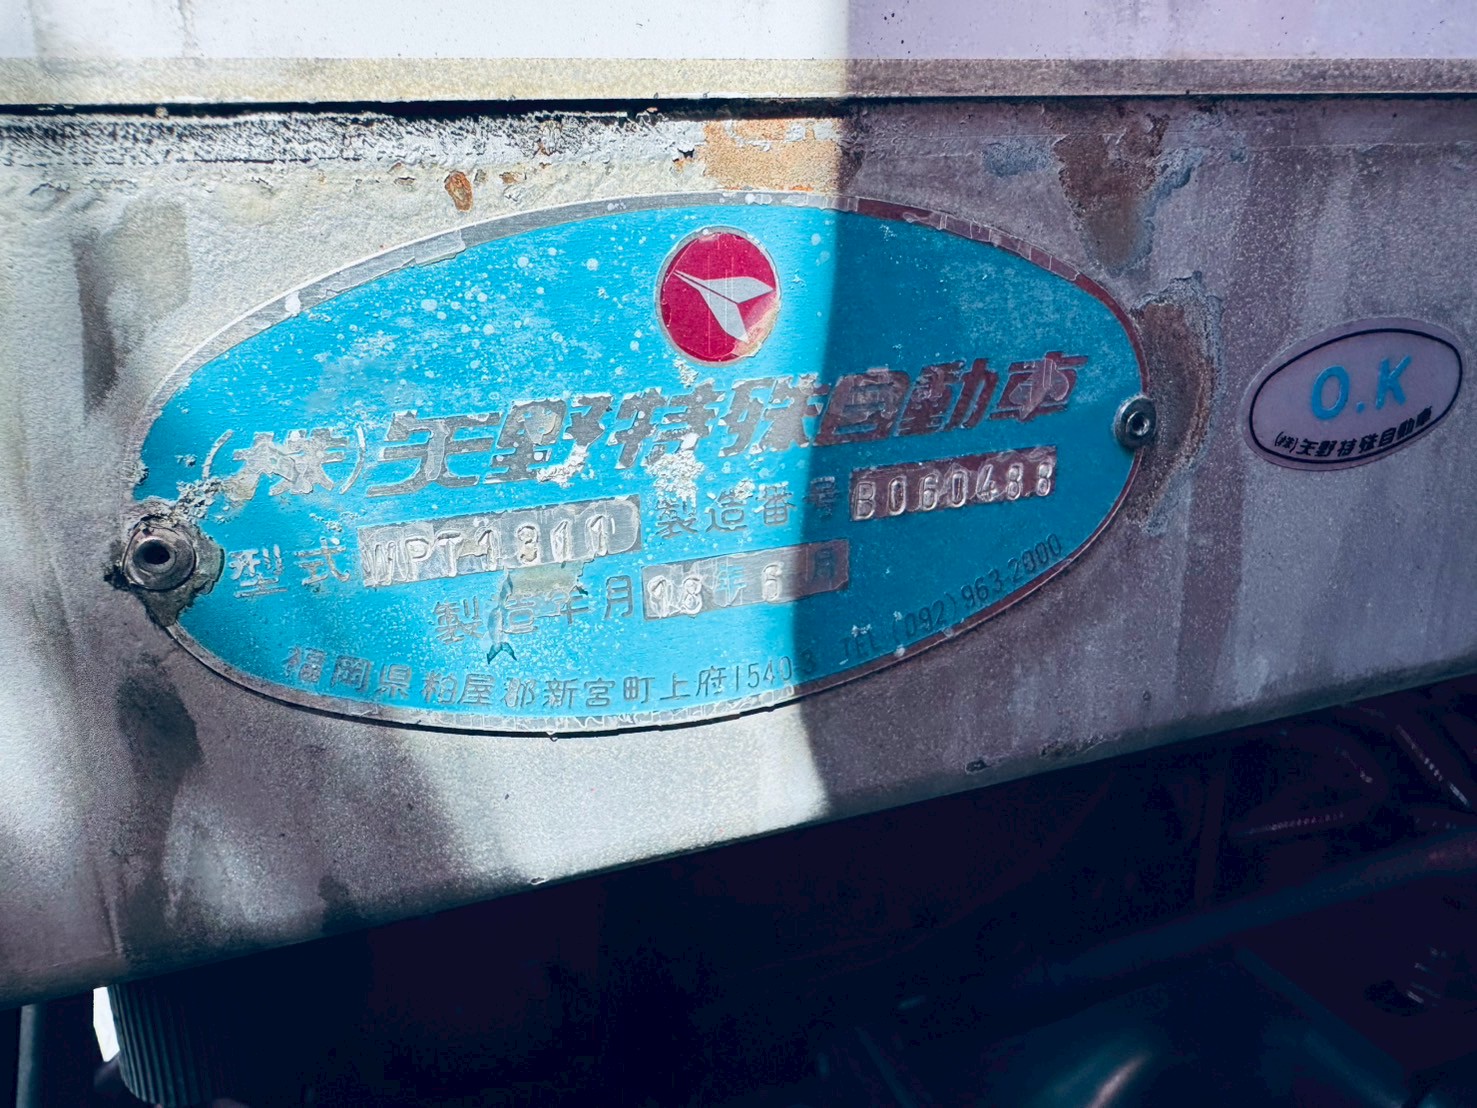 (株)矢野特殊自動車
型式 WPT1811 製造番号 B060488
製造年月 18年6月
福岡県粕屋郡新宮町上府1540-3 TEL(092)963-2000
O.K
(株)矢野特殊自動車